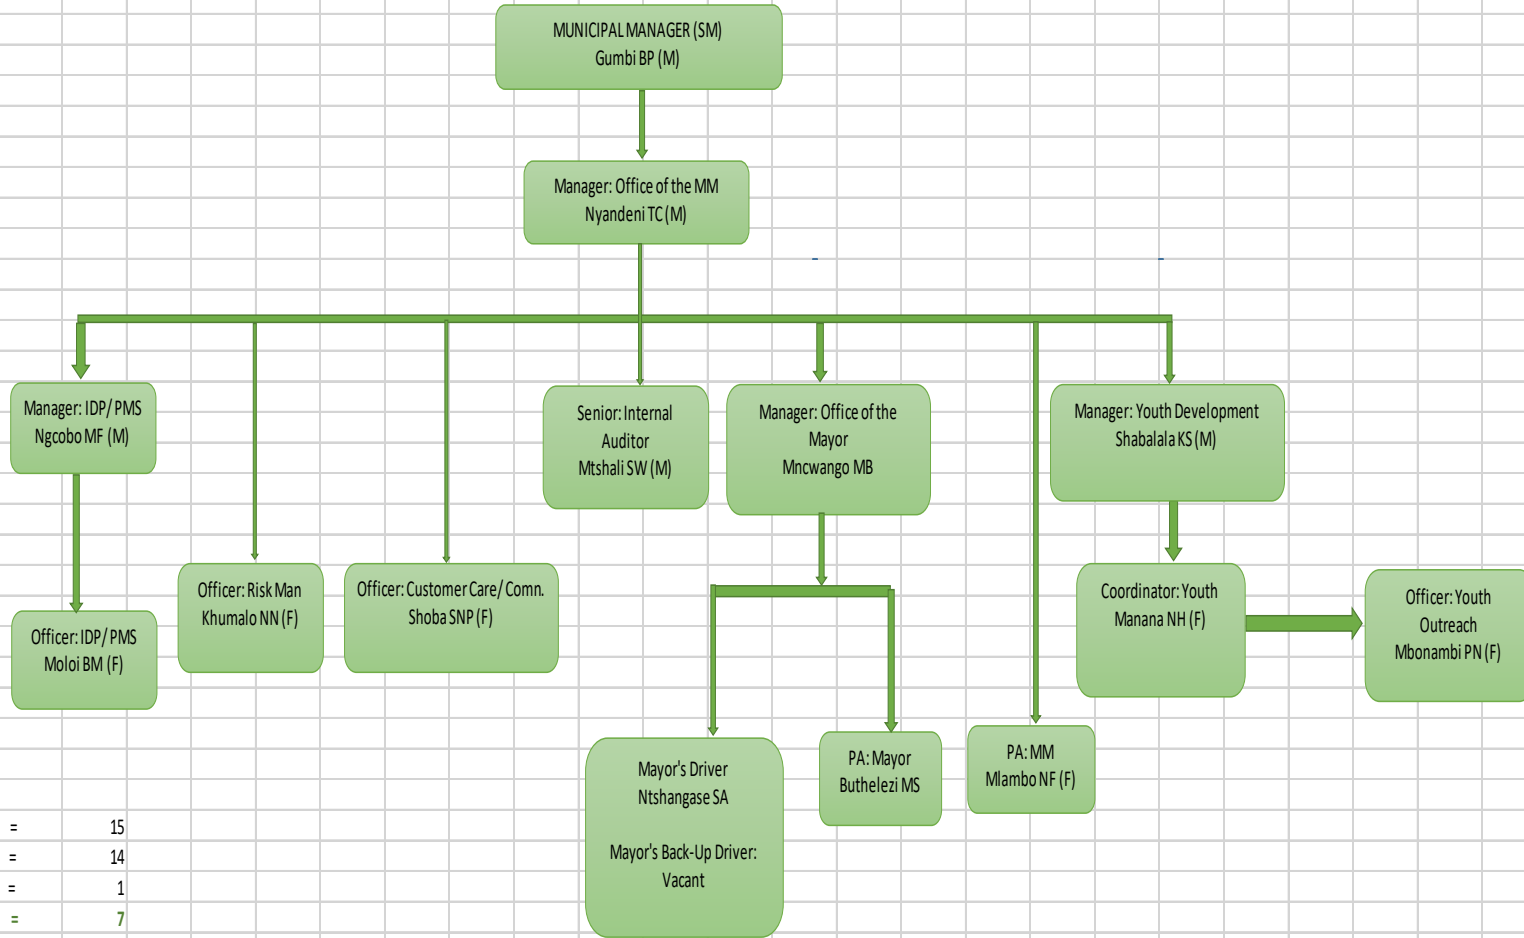 MUNICIPAL MANAGER (SM)
Gumbi BP (M)
Manager: Office of the MM
Nyandeni TC (M)
Manager: IDP/ PMS
Ngcobo MF (M)
Senior: Internal
Auditor
Mtshali SW (M)
Manager: Office of the
Mayor
Mncwango MB
Manager: Youth Development
Shabalala KS (M)
Officer: IDP/ PMS
Moloi BM (F)
Officer: Risk Man
Khumalo NN (F)
Officer: Customer Care/ Comn.
Shoba SNP (F)
Coordinator: Youth
Manana NH (F)
Officer: Youth
Outreach
Mbonambi PN (F)
Mayor's Driver
Ntshangase SA
Mayor's Back-Up Driver:
Vacant
PA: Mayor
Buthelezi MS
PA: MM
Mlambo NF (F)
= 15
= 14
= 1
= 7